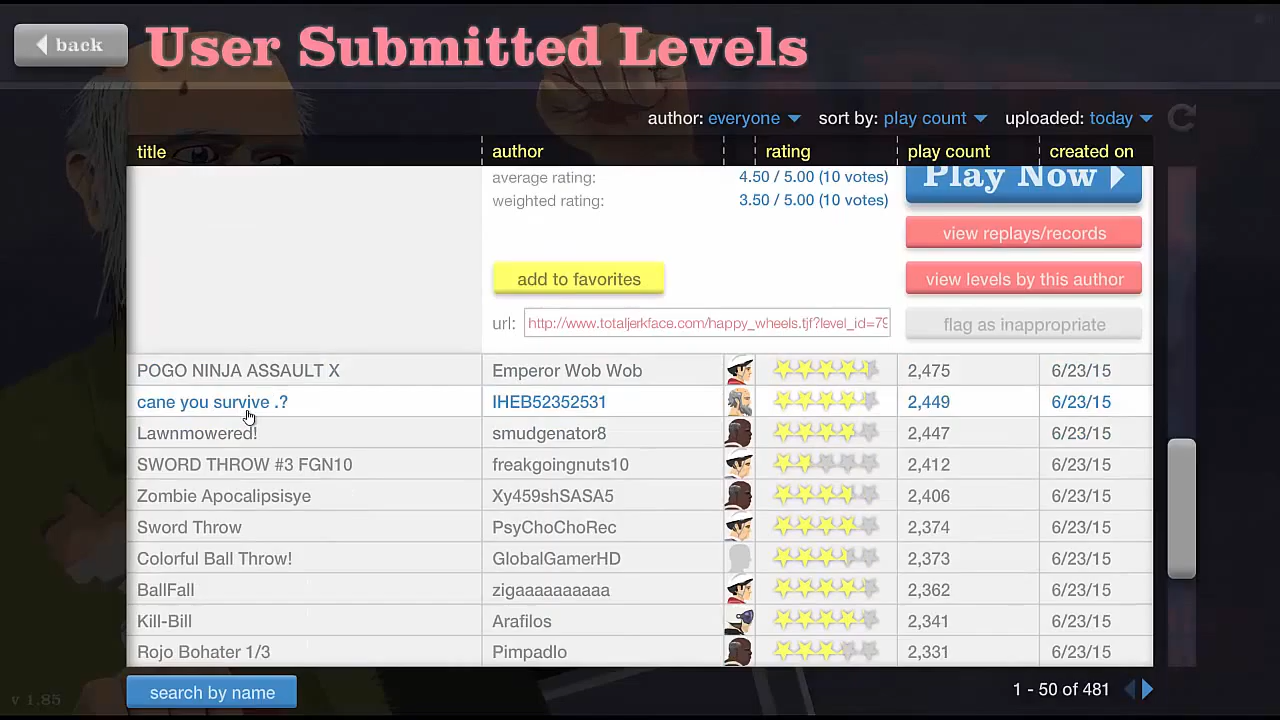 back
User Submitted Levels
author: everyone sort by: play count uploaded: today
title author rating play count created on
average rating: 4.50 / 5.00 (10 votes)
Play Now
weighted rating: 3.50 / 5.00 (10 votes)
view replays/records
add to favorites
view levels by this author
url: http://www.totaljerkface.com/happy_wheels.tjf?level_id=79
flag as inappropriate
POGO NINJA ASSAULT X Emperor Wob Wob 2,475 6/23/15
cane you survive .? IHEB52352531 2,449 6/23/15
Lawnmowered! smudgenator8 2,447 6/23/15
SWORD THROW #3 FGN10 freakgoingnuts10 2,412 6/23/15
Zombie Apocalipsisye Xy459shSASA5 2,406 6/23/15
Sword Throw PsyChoChoRec 2,374 6/23/15
Colorful Ball Throw! GlobalGamerHD 2,373 6/23/15
BallFall zigaaaaaaaaaa 2,362 6/23/15
Kill-Bill Arafilos 2,341 6/23/15
Rojo Bohater 1/3 Pimpadlo 2,331 6/23/15
search by name
1 - 50 of 481
v 1.85